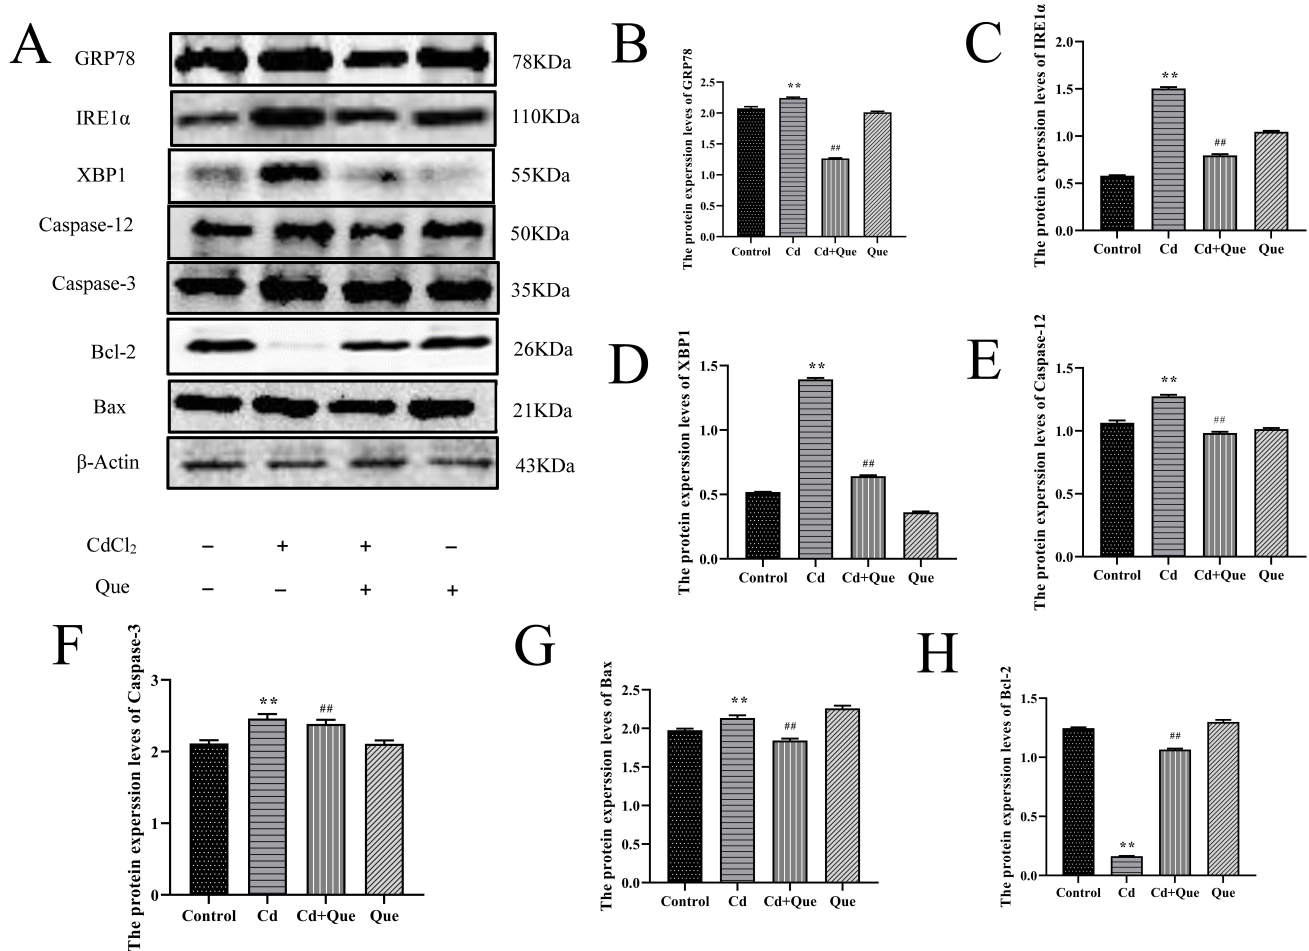 A
GRP78
78KDa
IRE1α
110KDa
XBP1
55KDa
Caspase-12
50KDa
Caspase-3
35KDa
Bcl-2
26KDa
Bax
21KDa
β-Actin
43KDa
CdCl₂ – + + –
Que – – + +
B
The protein experssion leves of GRP78
2.5
2.0
1.5
1.0
0.5
0.0
**
##
Control Cd Cd+Que Que
C
The protein experssion leves of IRE1α
2.0
1.5
1.0
0.5
0.0
**
##
Control Cd Cd+Que Que
D
The protein experssion leves of XBP1
1.5
1.0
0.5
0.0
**
##
Control Cd Cd+Que Que
E
The protein experssion leves of Caspase-12
1.5
1.0
0.5
0.0
**
##
Control Cd Cd+Que Que
F
The protein experssion leves of Caspase-3
3
2
1
0
**
##
Control Cd Cd+Que Que
G
The protein experssion leves of Bax
2.5
2.0
1.5
1.0
0.5
0.0
**
##
Control Cd Cd+Que Que
H
The protein experssion leves of Bcl-2
1.5
1.0
0.5
0.0
**
##
Control Cd Cd+Que Que